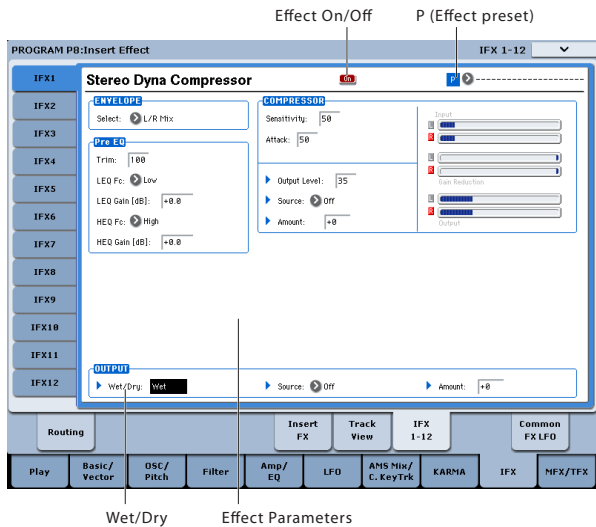 Effect On/Off P (Effect preset)
PROGRAM P8:Insert Effect IFX 1-12
IFX1
IFX2
IFX3
IFX4
IFX5
IFX6
IFX7
IFX8
IFX9
IFX10
IFX11
IFX12
Stereo Dyna Compressor On P ----------------
ENVELOPE
Select: L/R Mix
Pre EQ
Trim: 100
LEQ Fc: Low
LEQ Gain [dB]: +0.0
HEQ Fc: High
HEQ Gain [dB]: +0.0
COMPRESSOR
Sensitivity: 50
Attack: 50
Output Level: 35
Source: Off
Amount: +0
Input
L
R
L
R
Gain Reduction
L
R
Output
OUTPUT
Wet/Dry: Wet Source: Off Amount: +0
Routing Insert FX Track View IFX 1-12 Common FX LFO
Play Basic/Vector OSC/Pitch Filter Amp/EQ LFO AMS Mix/C. KeyTrk KARMA IFX MFX/TFX
Wet/Dry Effect Parameters